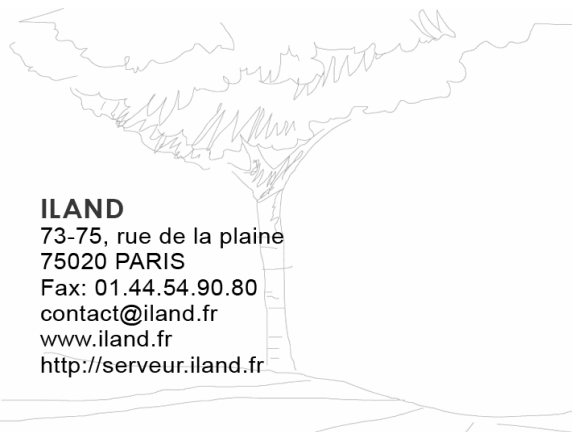 ILAND
73-75, rue de la plaine
75020 PARIS
Fax: 01.44.54.90.80
contact@iland.fr
www.iland.fr
http://serveur.iland.fr